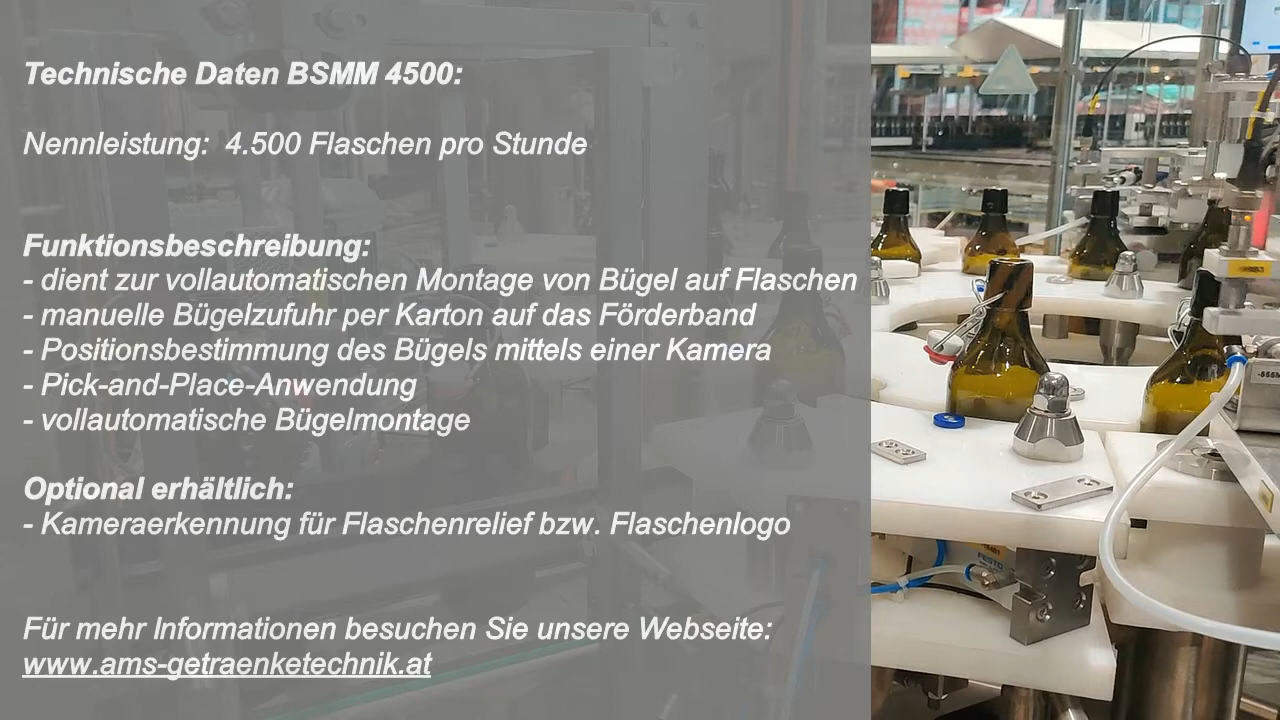 Technische Daten BSMM 4500:
Nennleistung:  4.500 Flaschen pro Stunde
Funktionsbeschreibung:
- dient zur vollautomatischen Montage von Bügel auf Flaschen
- manuelle Bügelzufuhr per Karton auf das Förderband
- Positionsbestimmung des Bügels mittels einer Kamera
- Pick-and-Place-Anwendung
- vollautomatische Bügelmontage
Optional erhältlich:
- Kameraerkennung für Flaschenrelief bzw. Flaschenlogo
Für mehr Informationen besuchen Sie unsere Webseite:
www.ams-getraenketechnik.at
FESTO